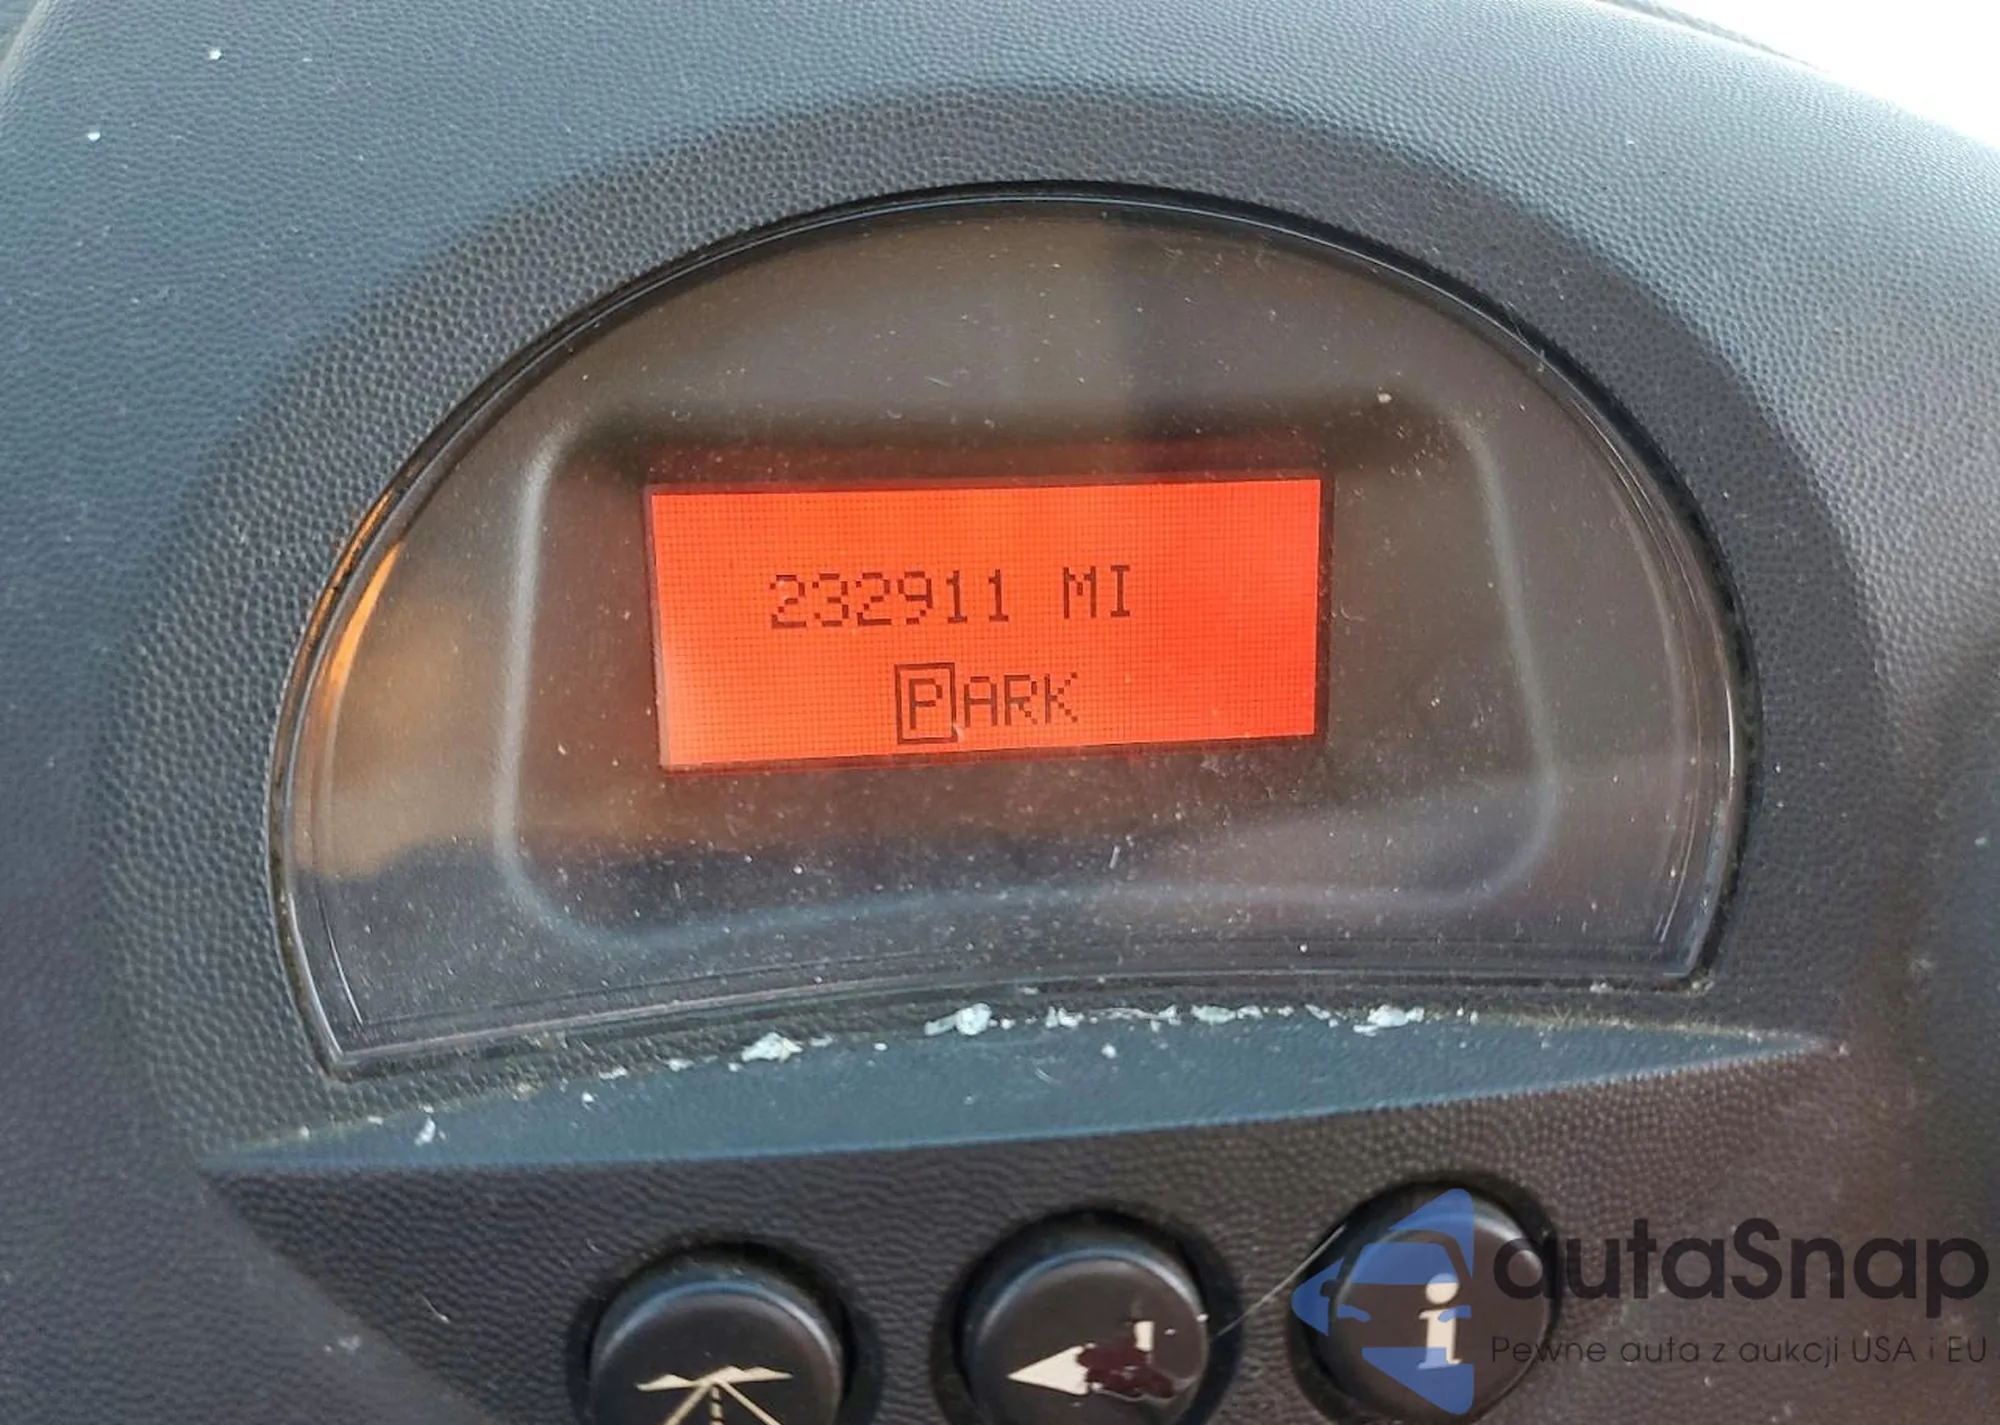 232911 MI
PARK
i
autaSnap
Pewne auta z aukcji USA i EU